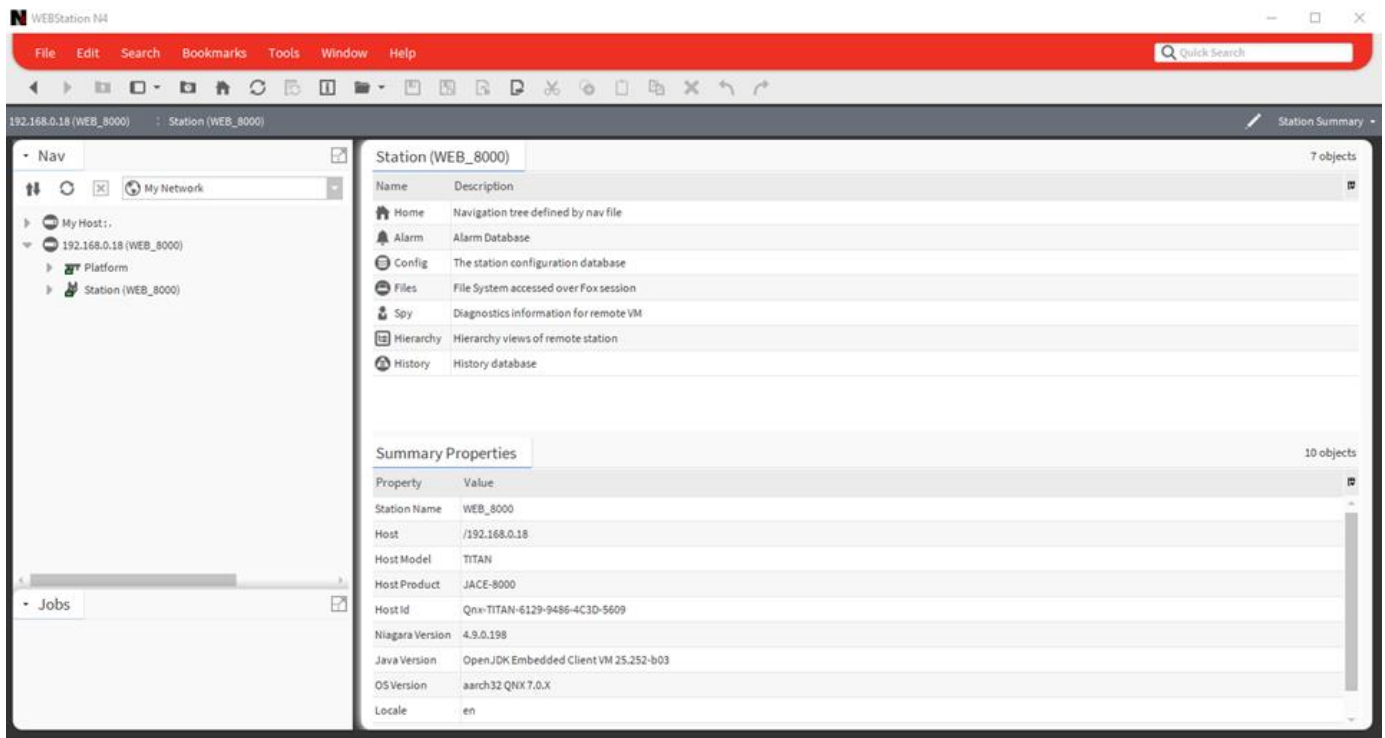 WEBStation N4
File Edit Search Bookmarks Tools Window Help
Quick Search
192.168.0.18 (WEB_8000) : Station (WEB_8000)
Station Summary
Nav
My Network
My Host : .
192.168.0.18 (WEB_8000)
Platform
Station (WEB_8000)
Jobs
Station (WEB_8000) 7 objects
Name Description
Home Navigation tree defined by nav file
Alarm Alarm Database
Config The station configuration database
Files File System accessed over Fox session
Spy Diagnostics information for remote VM
Hierarchy Hierarchy views of remote station
History History database
Summary Properties 10 objects
Property Value
Station Name WEB_8000
Host /192.168.0.18
Host Model TITAN
Host Product JACE-8000
Host Id Qnx-TITAN-6129-9486-4C3D-5609
Niagara Version 4.9.0.198
Java Version OpenJDK Embedded Client VM 25.252-b03
OS Version aarch32 QNX 7.0.X
Locale en